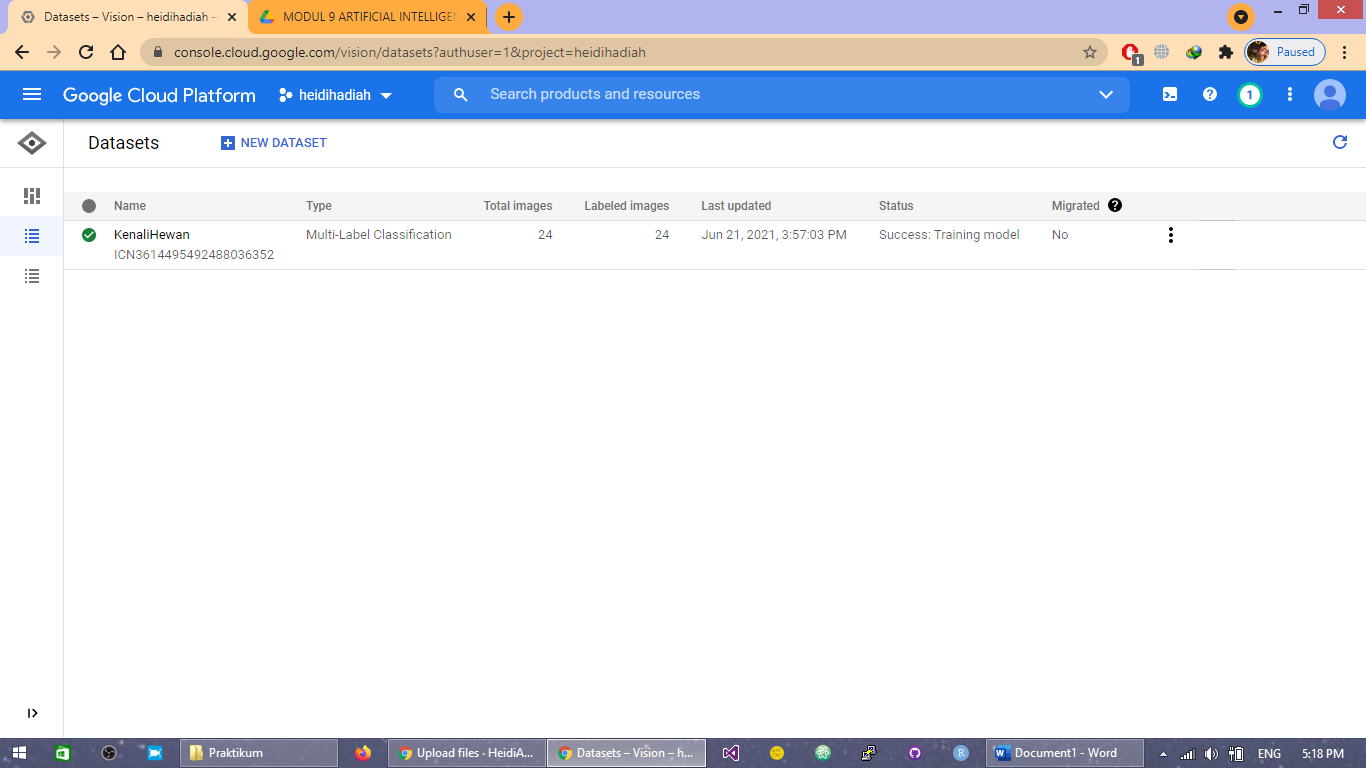 Datasets – Vision – heidihadiah –
MODUL 9 ARTIFICIAL INTELLIGEN
console.cloud.google.com/vision/datasets?authuser=1&project=heidihadiah
1
Paused
Google Cloud Platform
heidihadiah
Search products and resources
1
Datasets
NEW DATASET
Name Type Total images Labeled images Last updated Status Migrated
KenaliHewan Multi-Label Classification 24 24 Jun 21, 2021, 3:57:03 PM Success: Training model No
ICN3614495492488036352
Praktikum
Upload files · HeidiA...
Datasets – Vision – h...
Document1 - Word
ENG
5:18 PM